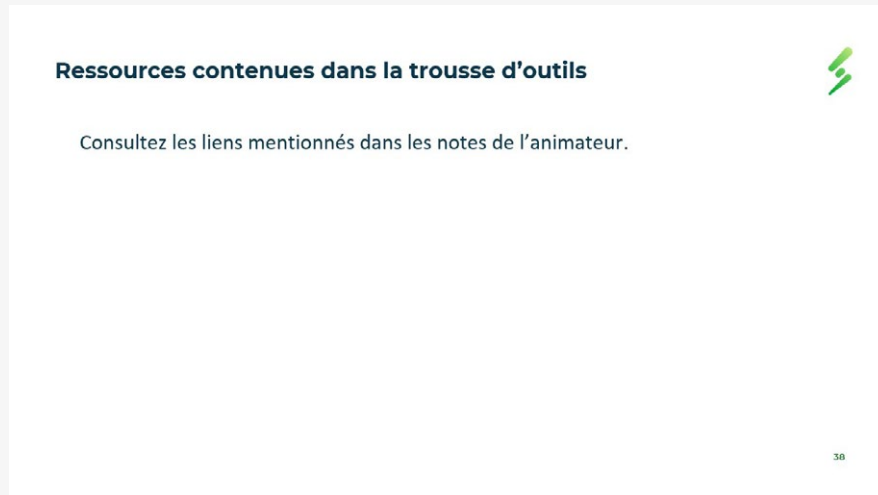 Ressources contenues dans la trousse d’outils
Consultez les liens mentionnés dans les notes de l’animateur.
38